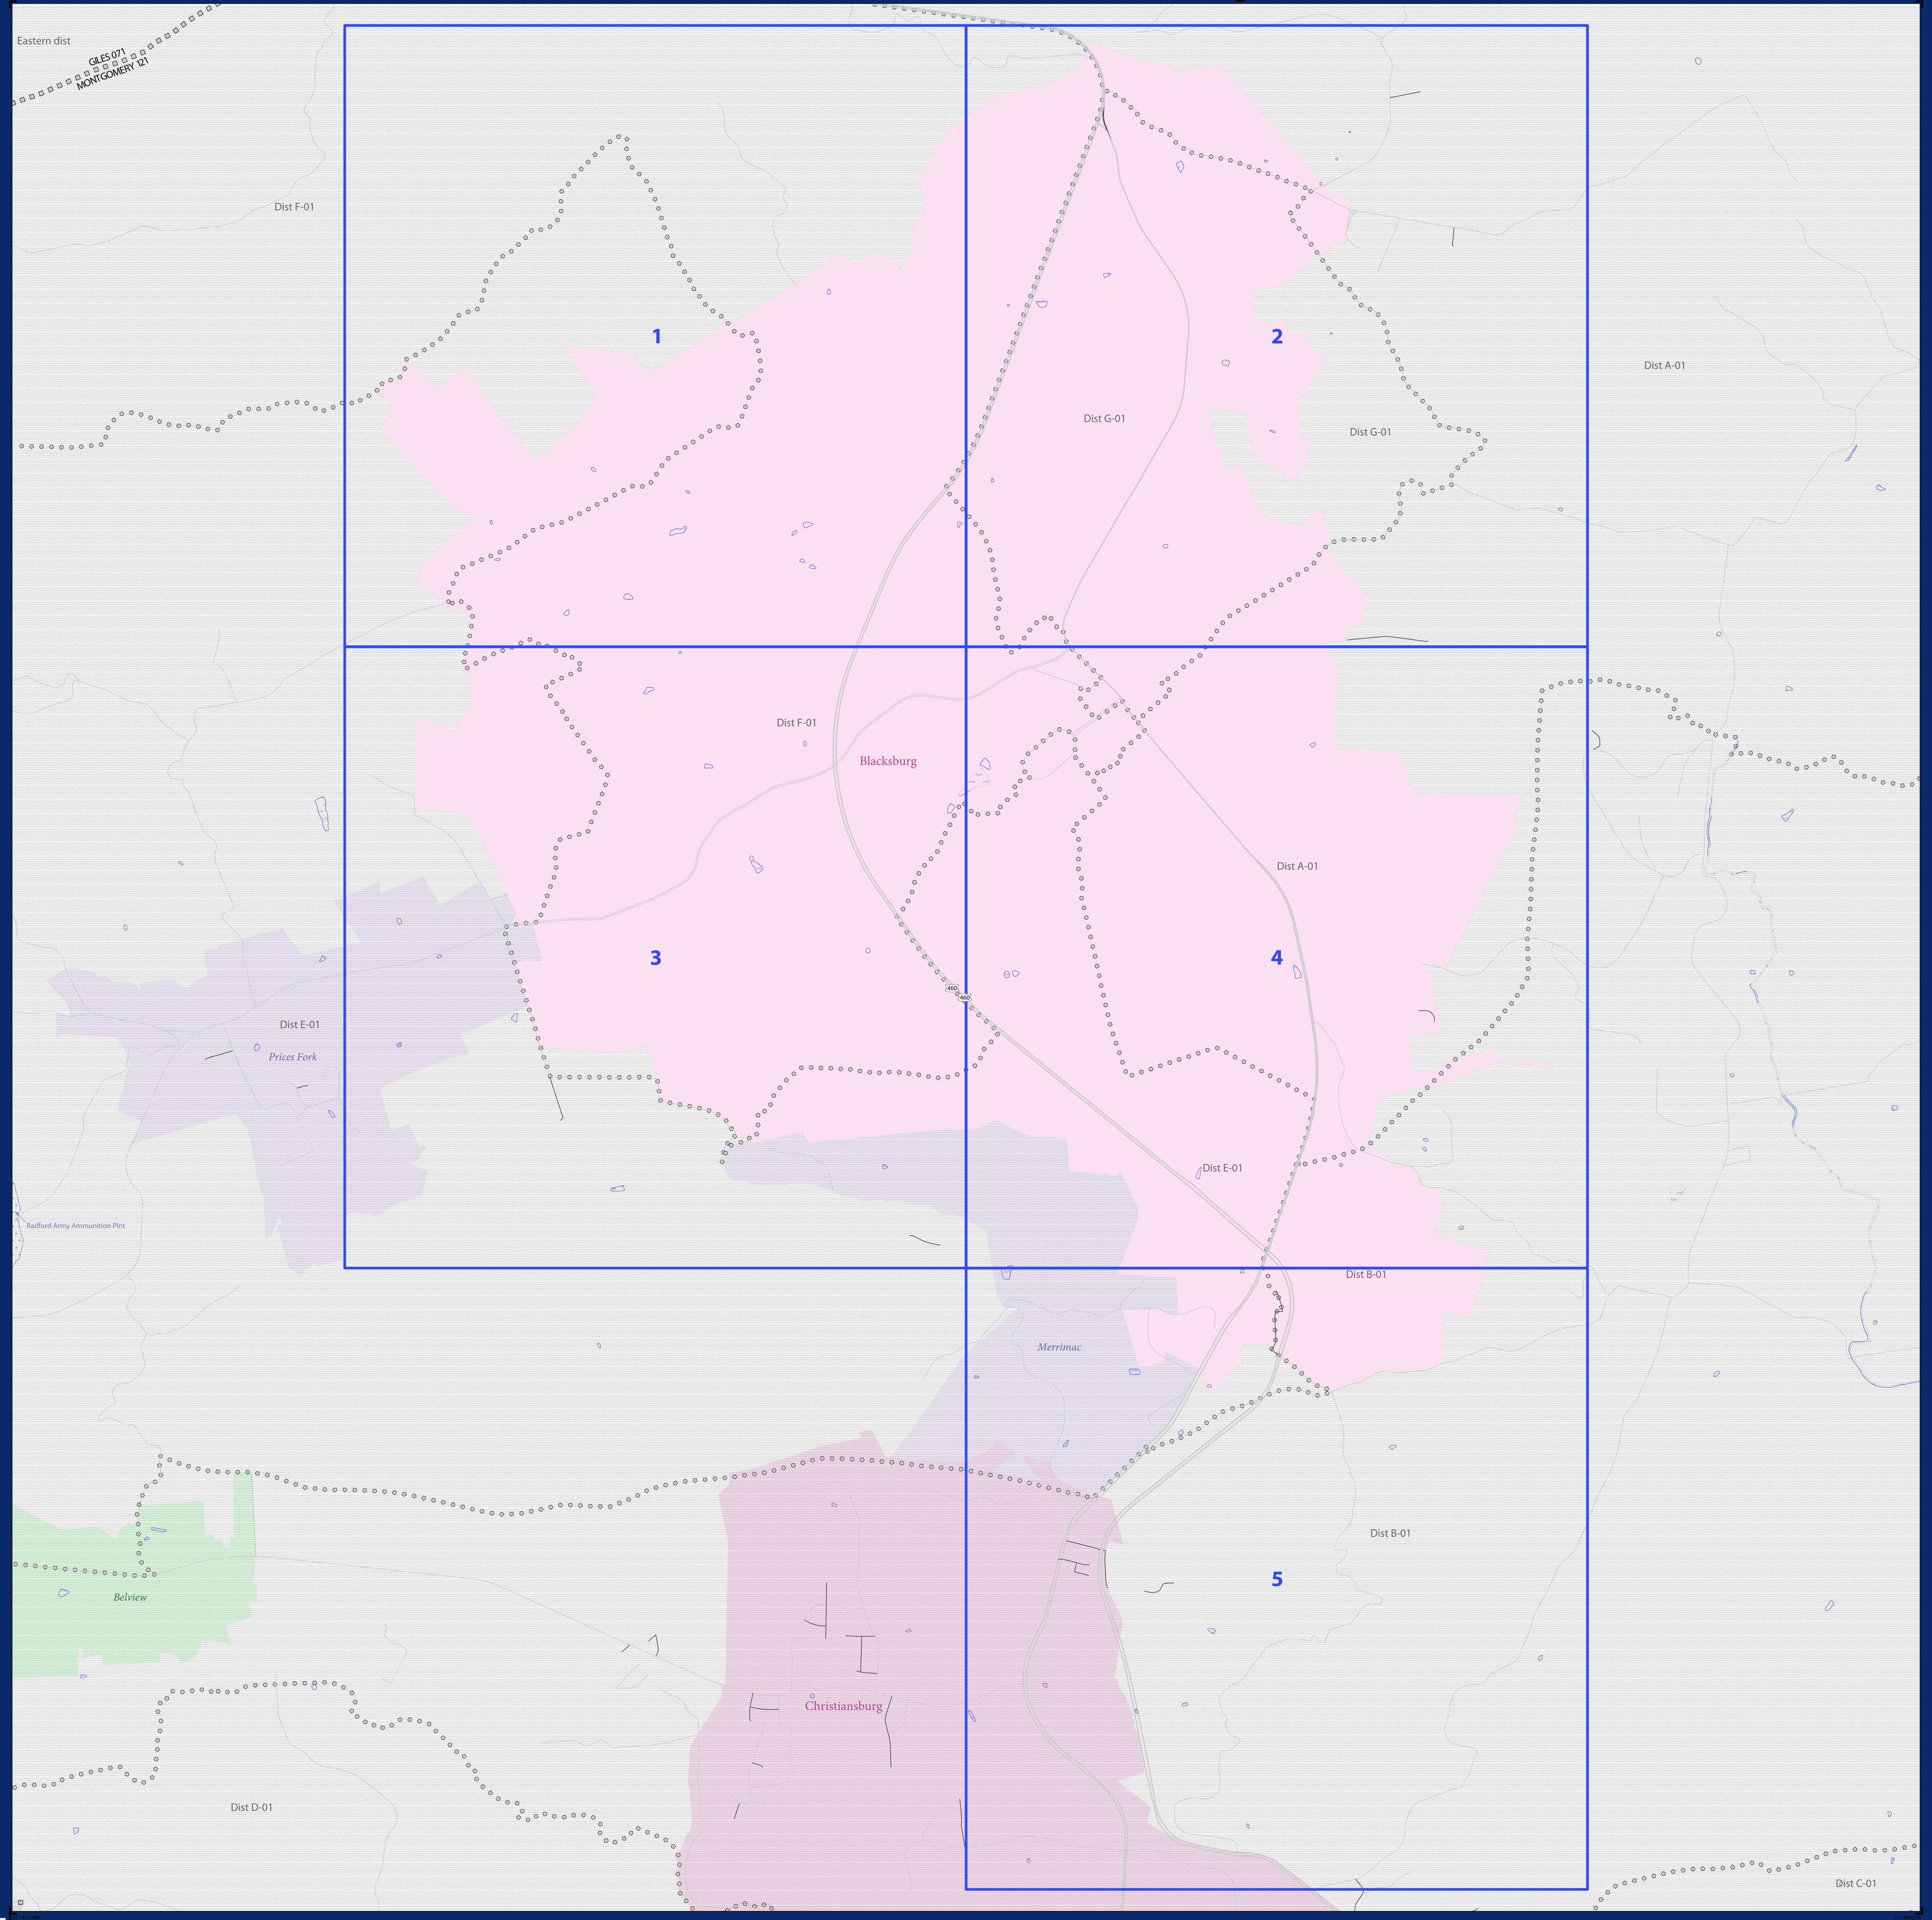 Eastern dist
GILES 071
MONTGOMERY 121
Dist F-01
1
2
Dist A-01
Dist G-01
Dist G-01
Dist F-01
Blacksburg
Dist A-01
3
4
460
460
Dist E-01
Prices Fork
Dist E-01
Radford Army Ammunition Plnt
Dist B-01
Merrimac
Dist B-01
5
Belview
Christiansburg
Dist D-01
Dist C-01